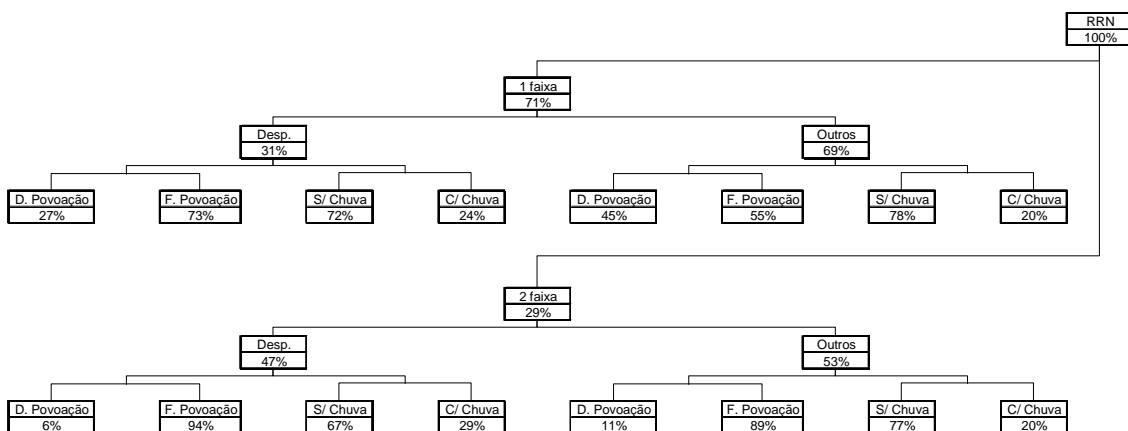 RRN
100%
1 faixa
71%
Desp.
31%
Outros
69%
D. Povoação
27%
F. Povoação
73%
S/ Chuva
72%
C/ Chuva
24%
D. Povoação
45%
F. Povoação
55%
S/ Chuva
78%
C/ Chuva
20%
2 faixa
29%
Desp.
47%
Outros
53%
D. Povoação
6%
F. Povoação
94%
S/ Chuva
67%
C/ Chuva
29%
D. Povoação
11%
F. Povoação
89%
S/ Chuva
77%
C/ Chuva
20%